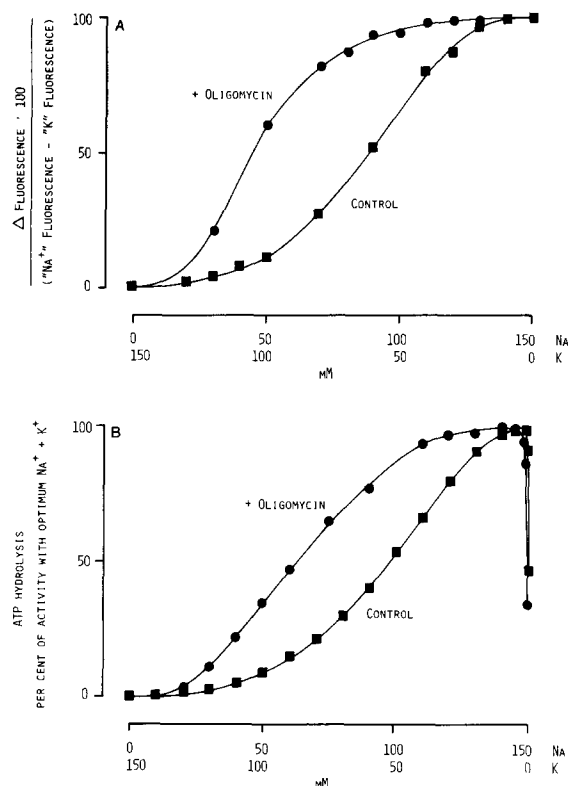 A
Δ FLUORESCENCE · 100
("NA+" FLUORESCENCE - "K" FLUORESCENCE)
100
50
0
+ OLIGOMYCIN
CONTROL
0 50 100 150 NA
150 100 50 0 K
MM
B
ATP HYDROLYSIS
PER CENT OF ACTIVITY WITH OPTIMUM NA+ + K+
100
50
0
+ OLIGOMYCIN
CONTROL
0 50 100 150 NA
150 100 50 0 K
MM